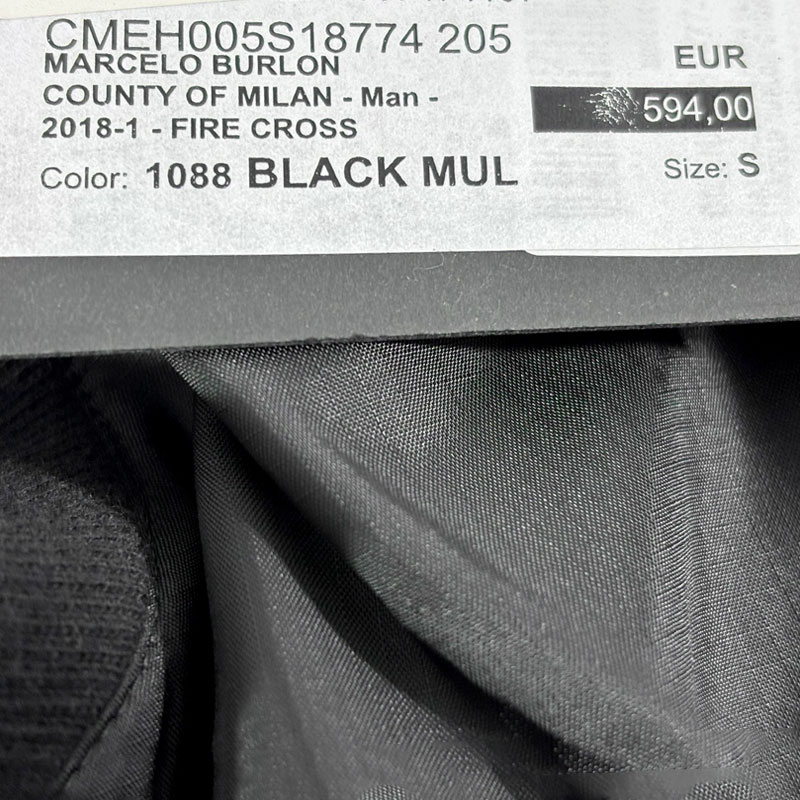 CMEH005S18774 205
MARCELO BURLON
COUNTY OF MILAN - Man -
2018-1 - FIRE CROSS
Color: 1088 BLACK MUL
EUR
594,00
Size: S